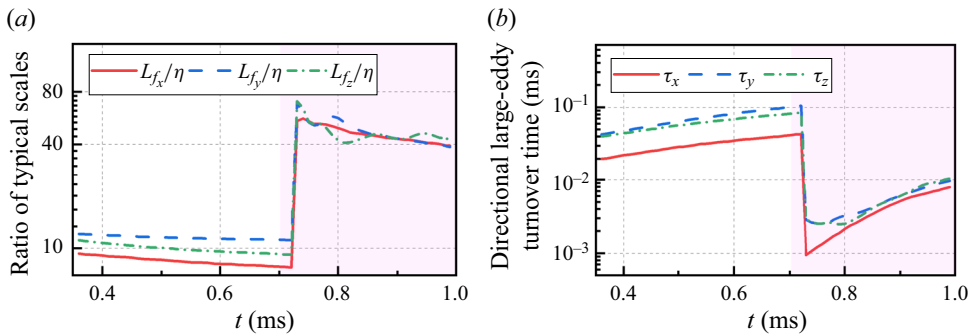 (a)
Ratio of typical scales
80
40
10
L_{f_x}/η L_{f_y}/η L_{f_z}/η
0.4 0.6 0.8 1.0
t (ms)
(b)
Directional large-eddy
turnover time (ms)
10^{-1}
10^{-2}
10^{-3}
τ_x τ_y τ_z
0.4 0.6 0.8 1.0
t (ms)